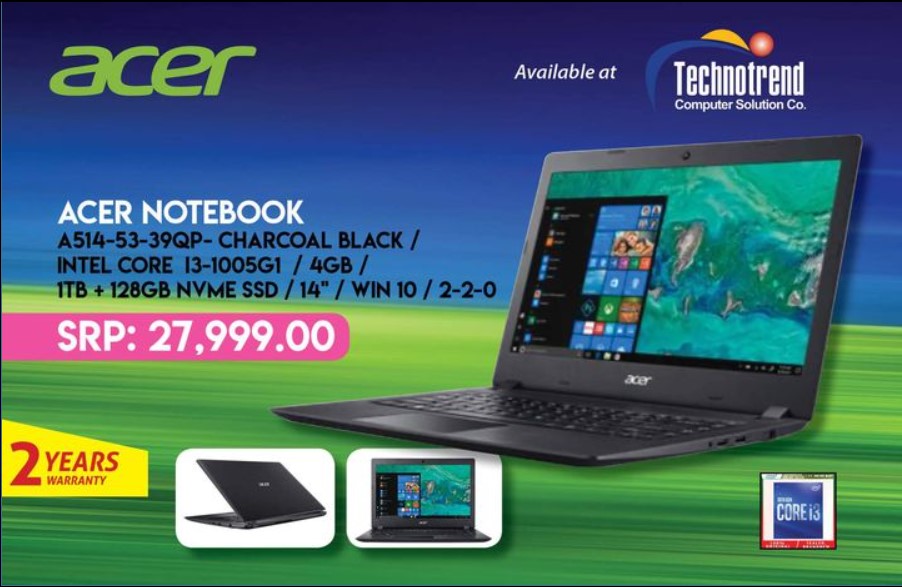 acer
Available at
Technotrend
Computer Solution Co.
ACER NOTEBOOK
A514-53-39QP- CHARCOAL BLACK /
INTEL CORE I3-1005G1 / 4GB /
1TB + 128GB NVME SSD / 14" / WIN 10 / 2-2-0
SRP: 27,999.00
acer
2 YEARS
WARRANTY
acer
acer
CORE i3